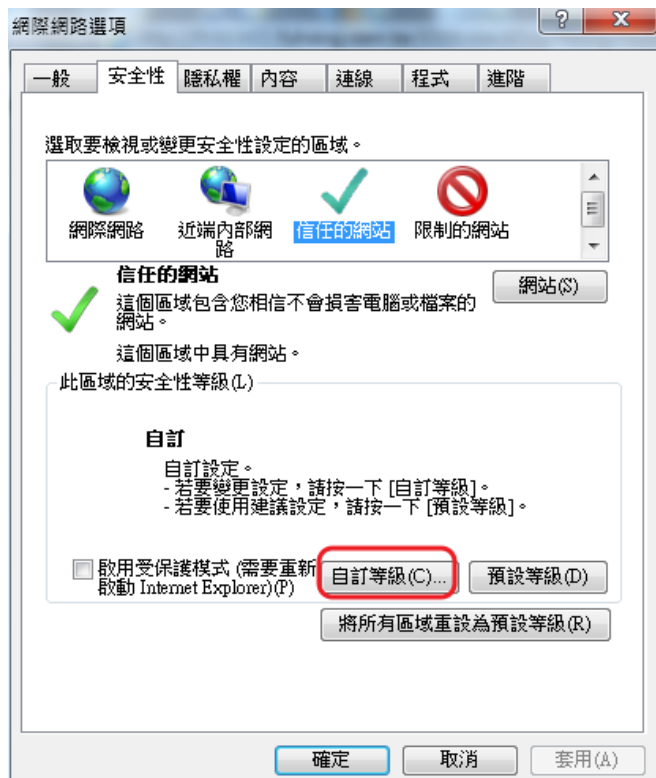 網際網路選項
一般 安全性 隱私權 內容 連線 程式 進階
選取要檢視或變更安全性設定的區域。
網際網路 近端內部網路 信任的網站 限制的網站
信任的網站
網站(S)
這個區域包含您相信不會損害電腦或檔案的
網站。
這個區域中具有網站。
此區域的安全性等級(L)
自訂
自訂設定。
- 若要變更設定，請按一下 [自訂等級]。
- 若要使用建議設定，請按一下 [預設等級]。
啟用受保護模式 (需要重新
啟動 Internet Explorer)(P)
自訂等級(C)... 預設等級(D)
將所有區域重設為預設等級(R)
確定 取消 套用(A)